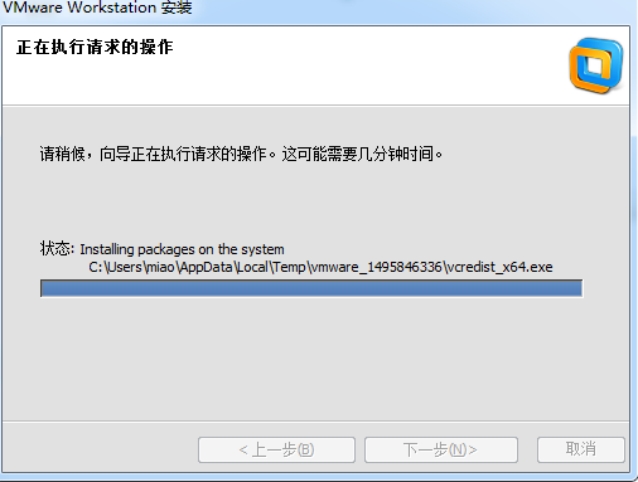 VMware Workstation 安装
正在执行请求的操作
请稍候，向导正在执行请求的操作。这可能需要几分钟时间。
状态: Installing packages on the system
C:\Users\miao\AppData\Local\Temp\vmware_1495846336\vcredist_x64.exe
<上一步(B) 下一步(N)> 取消